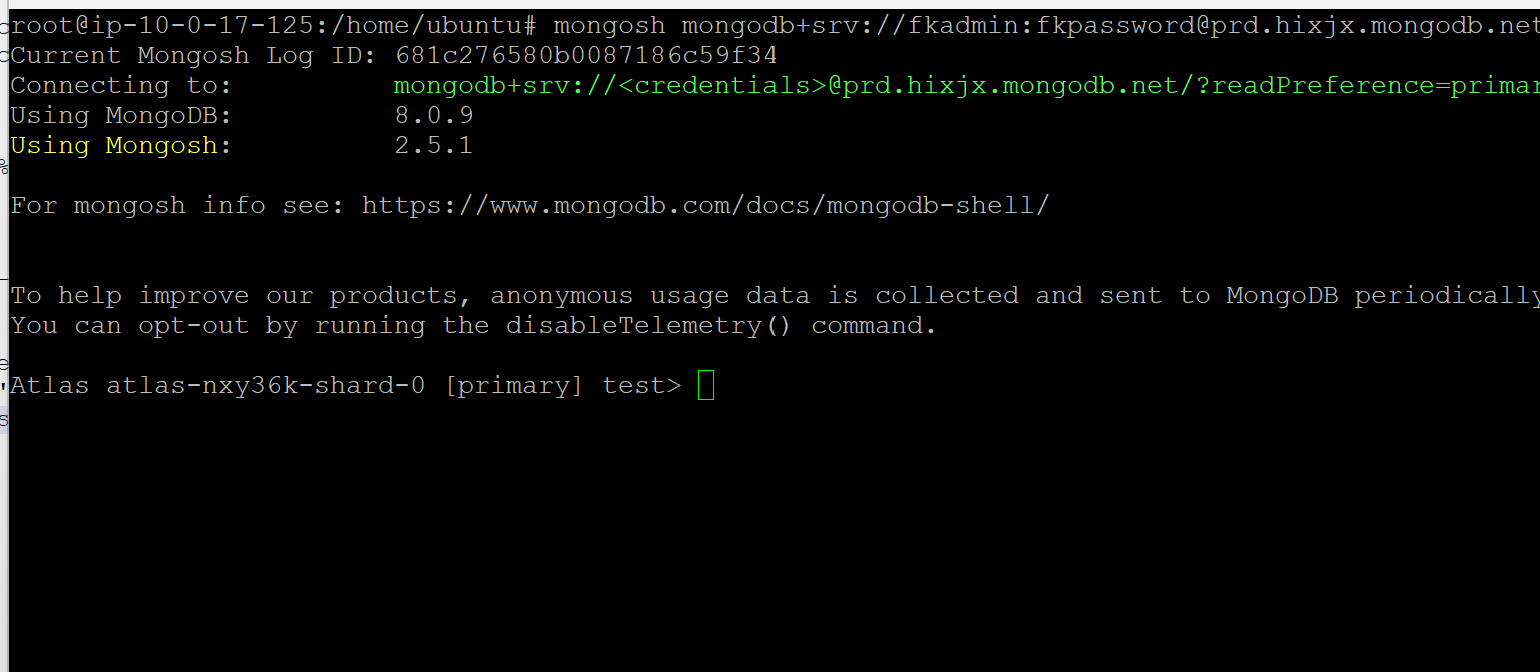 root@ip-10-0-17-125:/home/ubuntu# mongosh mongodb+srv://fkadmin:fkpassword@prd.hixjx.mongodb.net
Current Mongosh Log ID: 681c276580b0087186c59f34
Connecting to: mongodb+srv://<credentials>@prd.hixjx.mongodb.net/?readPreference=primar
Using MongoDB: 8.0.9
Using Mongosh: 2.5.1
For mongosh info see: https://www.mongodb.com/docs/mongodb-shell/
To help improve our products, anonymous usage data is collected and sent to MongoDB periodically
You can opt-out by running the disableTelemetry() command.
Atlas atlas-nxy36k-shard-0 [primary] test>